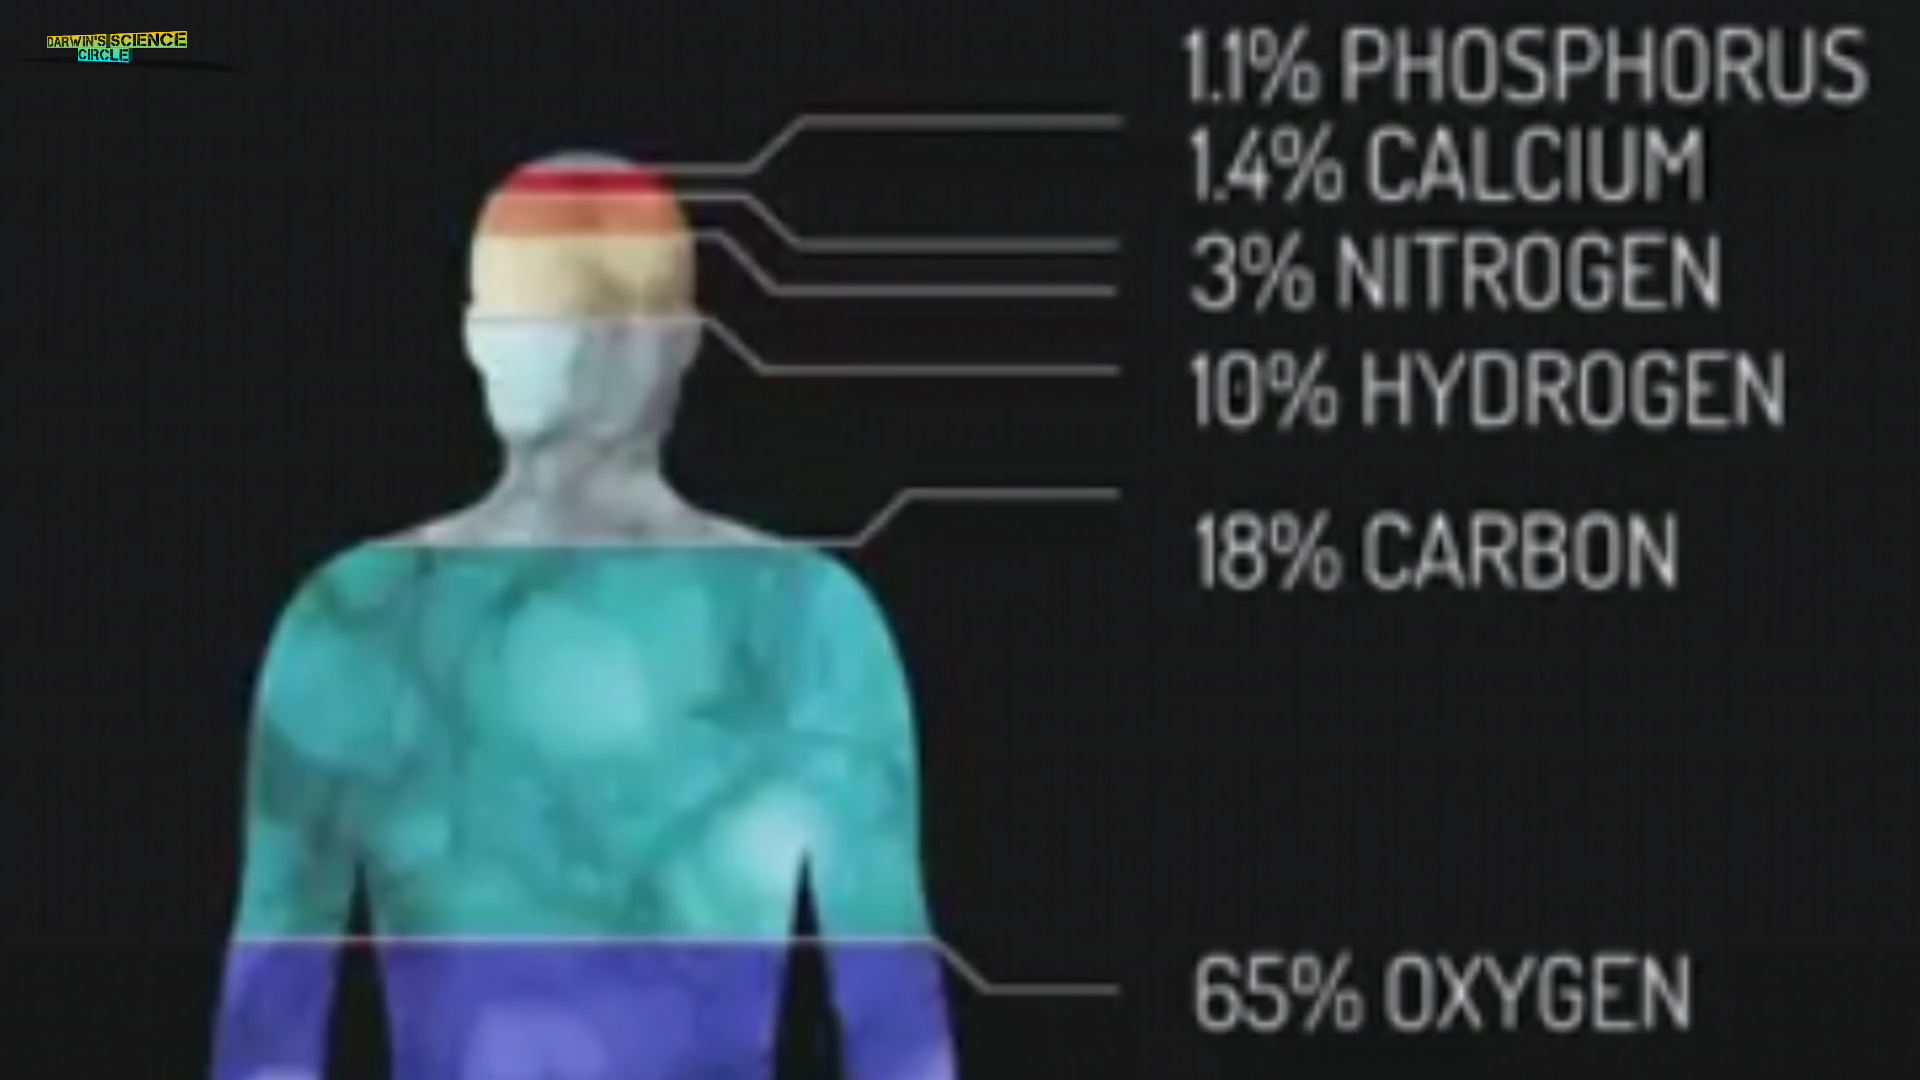 DARWIN'S SCIENCE
CIRCLE
1.1% PHOSPHORUS
1.4% CALCIUM
3% NITROGEN
10% HYDROGEN
18% CARBON
65% OXYGEN